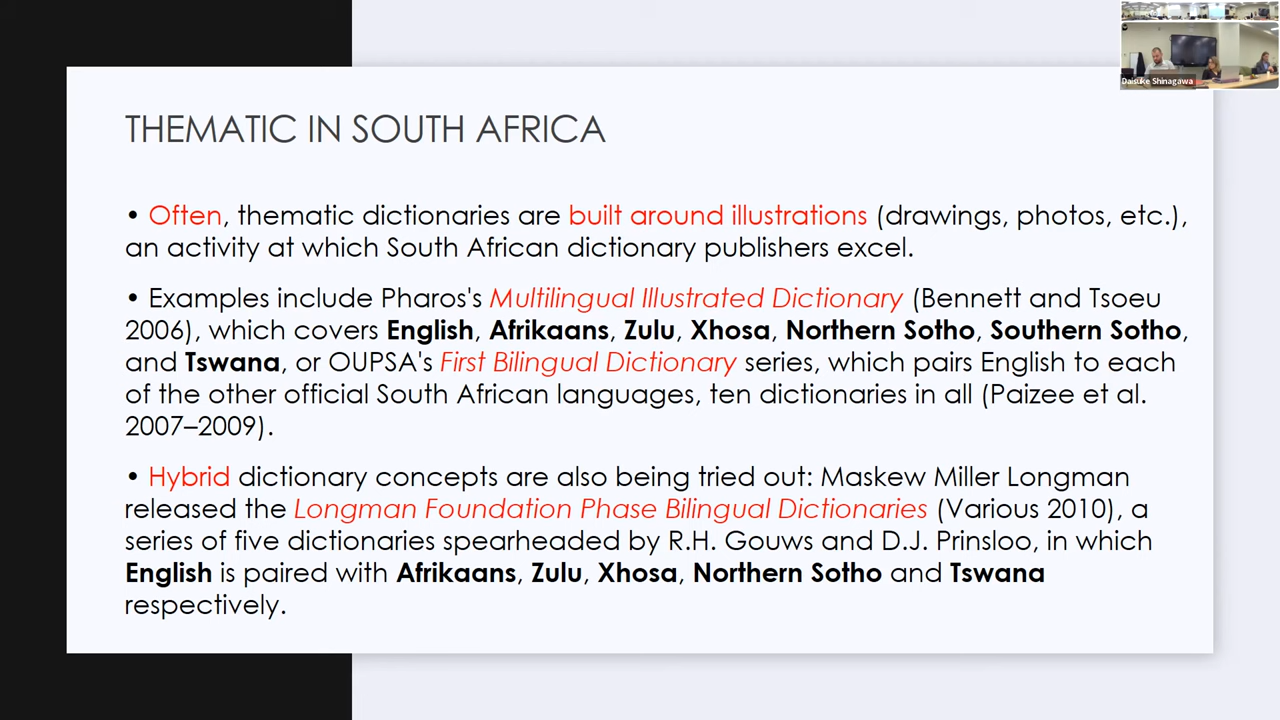 Daisuke Shinagawa
THEMATIC IN SOUTH AFRICA
• Often, thematic dictionaries are built around illustrations (drawings, photos, etc.),
an activity at which South African dictionary publishers excel.
• Examples include Pharos's Multilingual Illustrated Dictionary (Bennett and Tsoeu
2006), which covers English, Afrikaans, Zulu, Xhosa, Northern Sotho, Southern Sotho,
and Tswana, or OUPSA's First Bilingual Dictionary series, which pairs English to each
of the other official South African languages, ten dictionaries in all (Paizee et al.
2007–2009).
• Hybrid dictionary concepts are also being tried out: Maskew Miller Longman
released the Longman Foundation Phase Bilingual Dictionaries (Various 2010), a
series of five dictionaries spearheaded by R.H. Gouws and D.J. Prinsloo, in which
English is paired with Afrikaans, Zulu, Xhosa, Northern Sotho and Tswana
respectively.